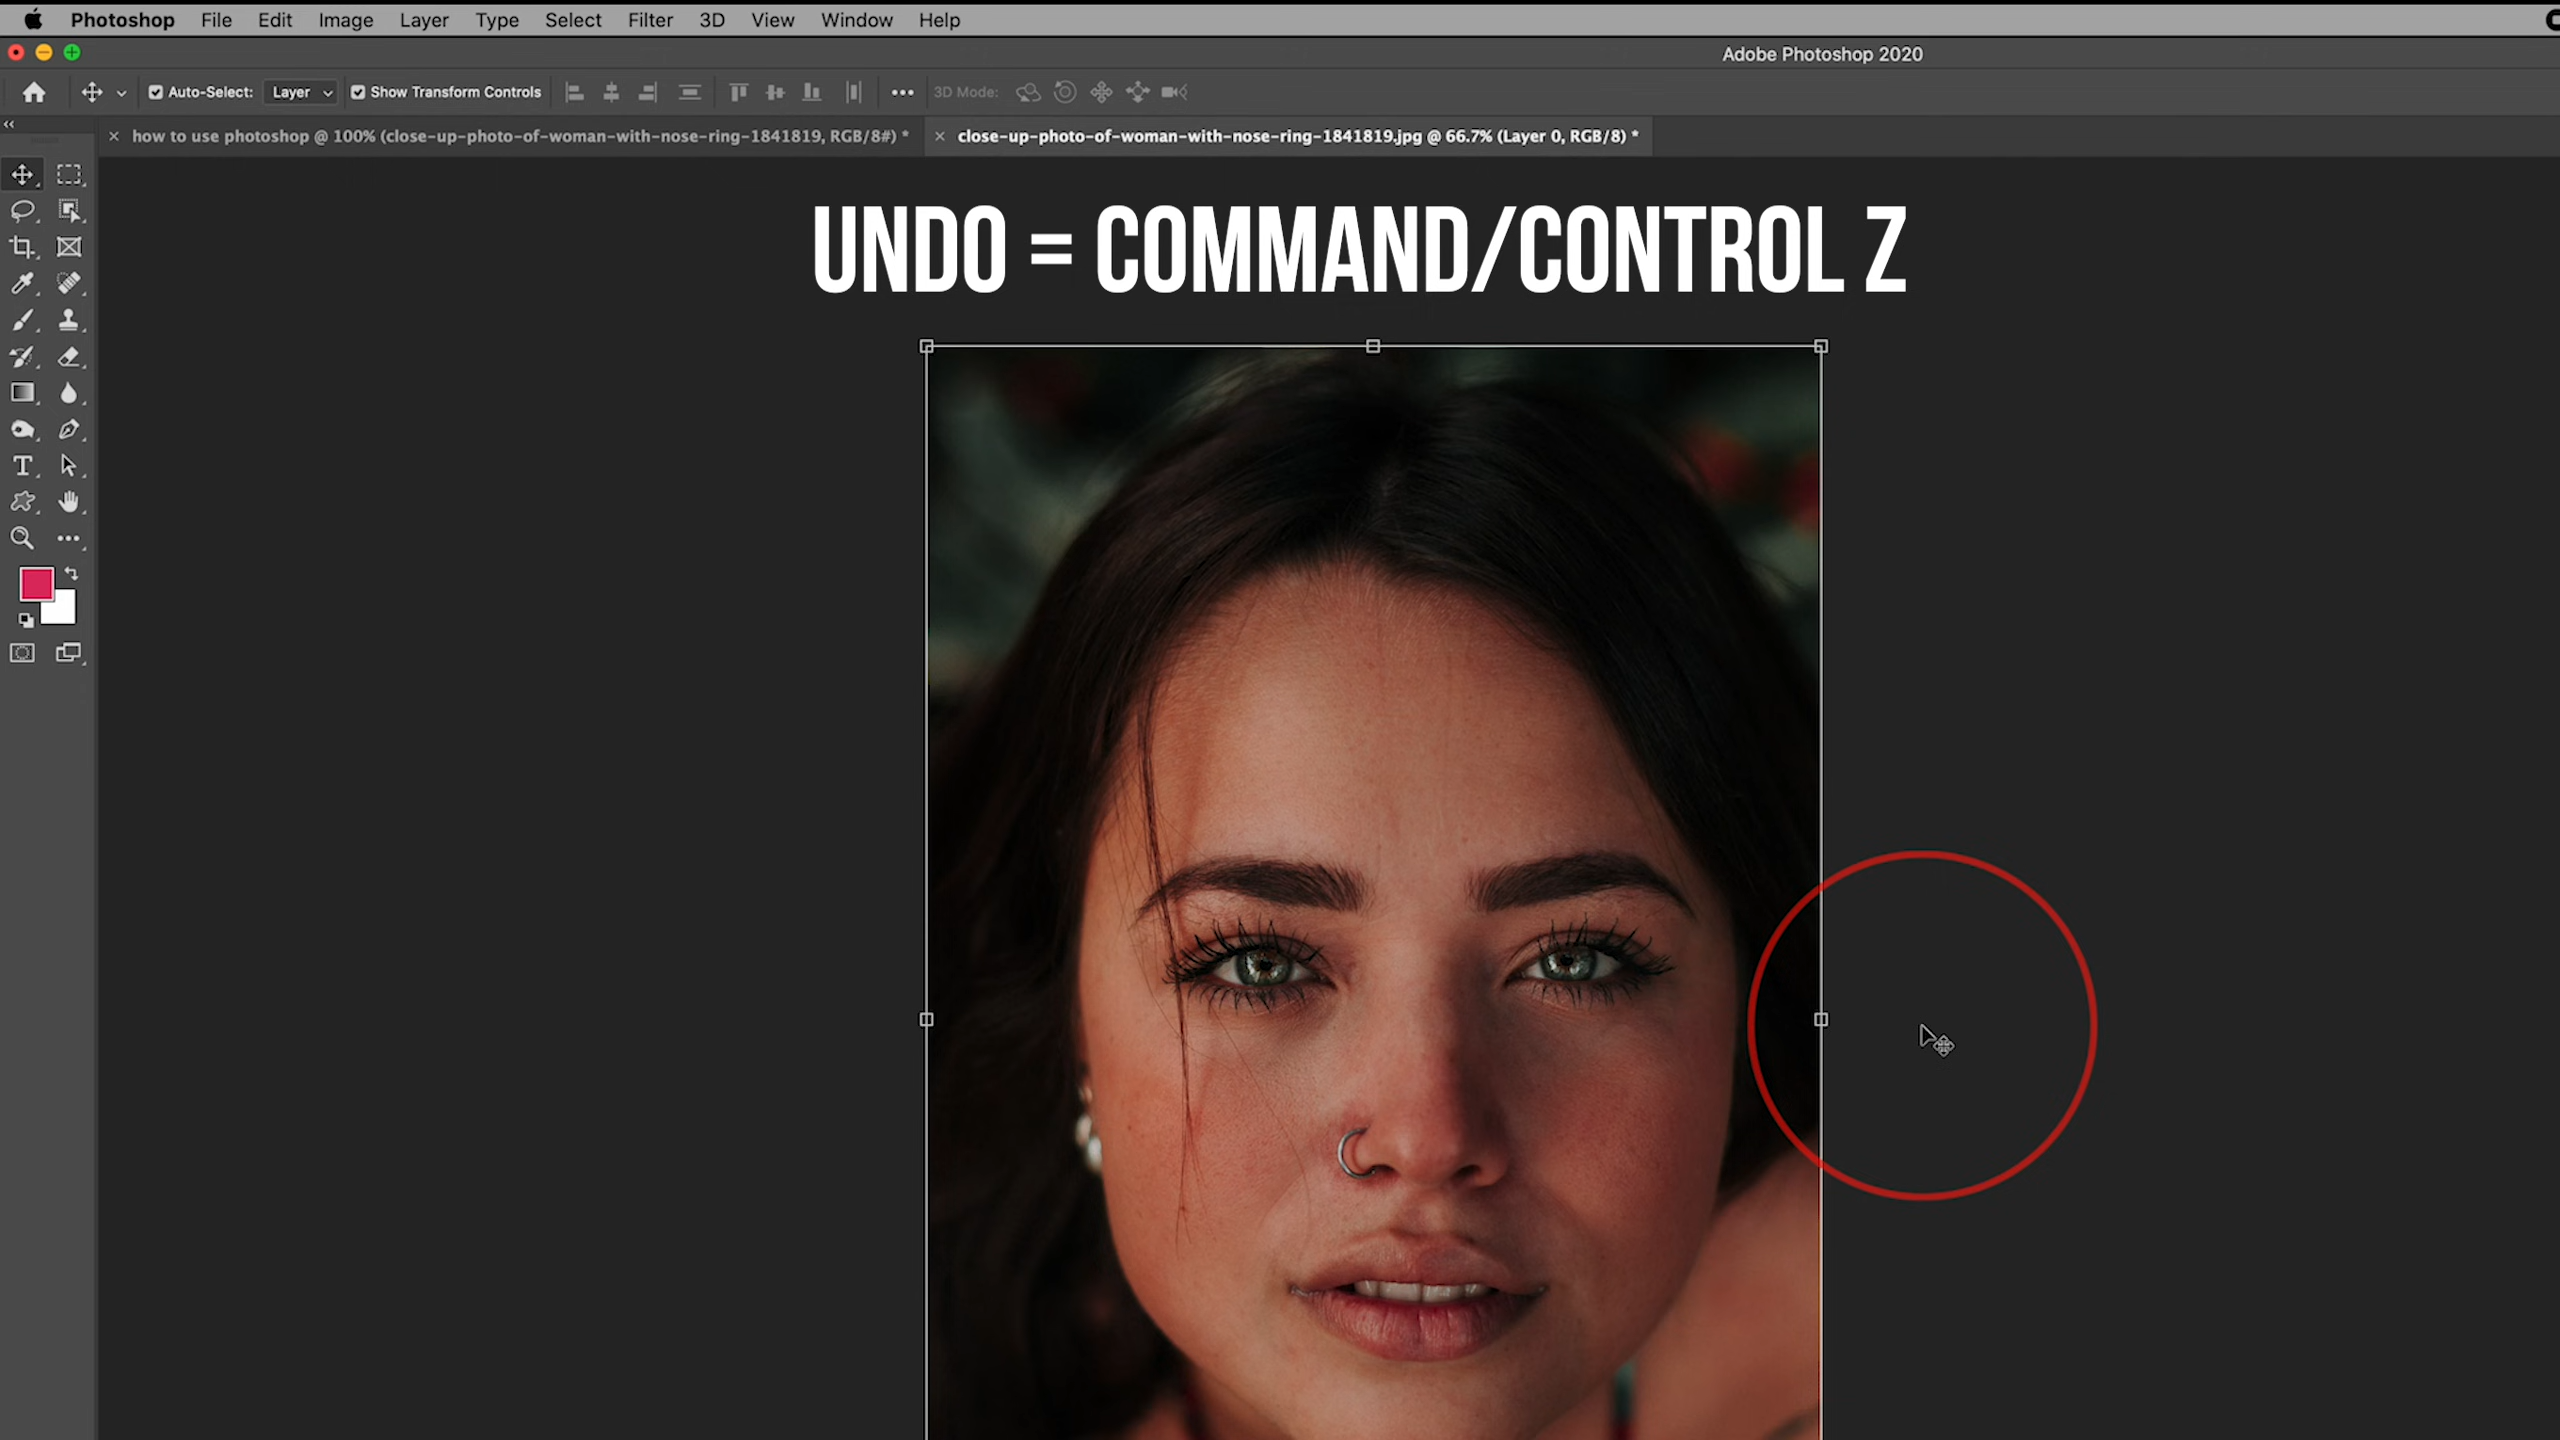 Photoshop File Edit Image Layer Type Select Filter 3D View Window Help
Adobe Photoshop 2020
Auto-Select: Layer Show Transform Controls 3D Mode:
how to use photoshop @ 100% (close-up-photo-of-woman-with-nose-ring-1841819, RGB/8#) *
close-up-photo-of-woman-with-nose-ring-1841819.jpg @ 66.7% (Layer 0, RGB/8) *
UNDO = COMMAND/CONTROL Z